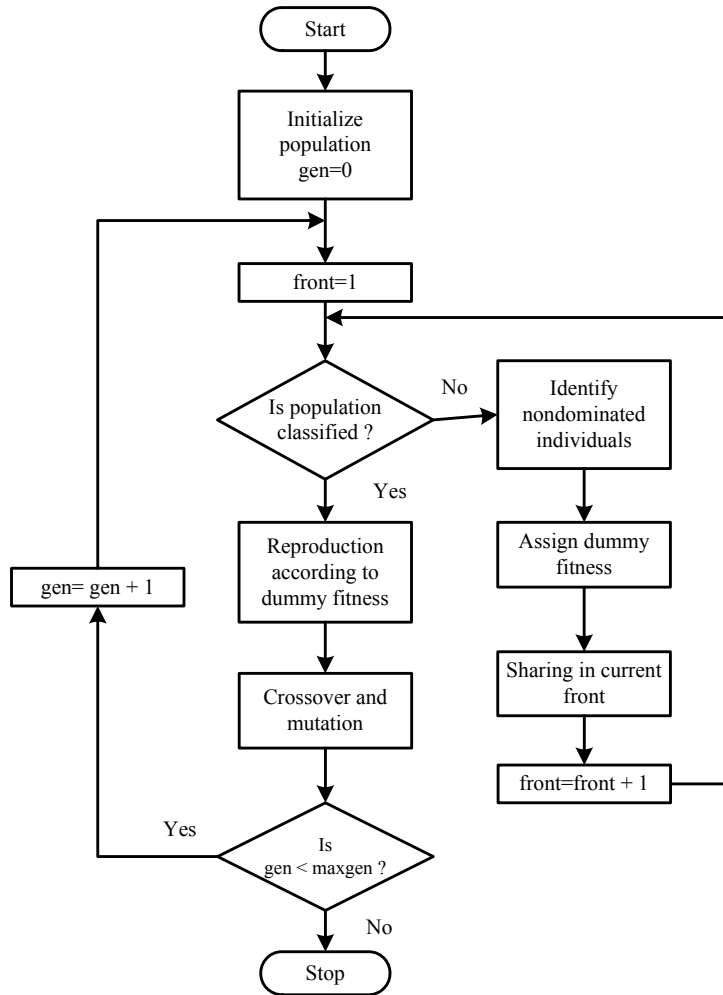 Start
Initialize
population
gen=0
front=1
Is population
classified ?
No
Identify
nondominated
individuals
Yes
Reproduction
according to
dummy fitness
Assign dummy
fitness
gen= gen + 1
Crossover and
mutation
Sharing in current
front
front=front + 1
Yes
Is
gen < maxgen ?
No
Stop